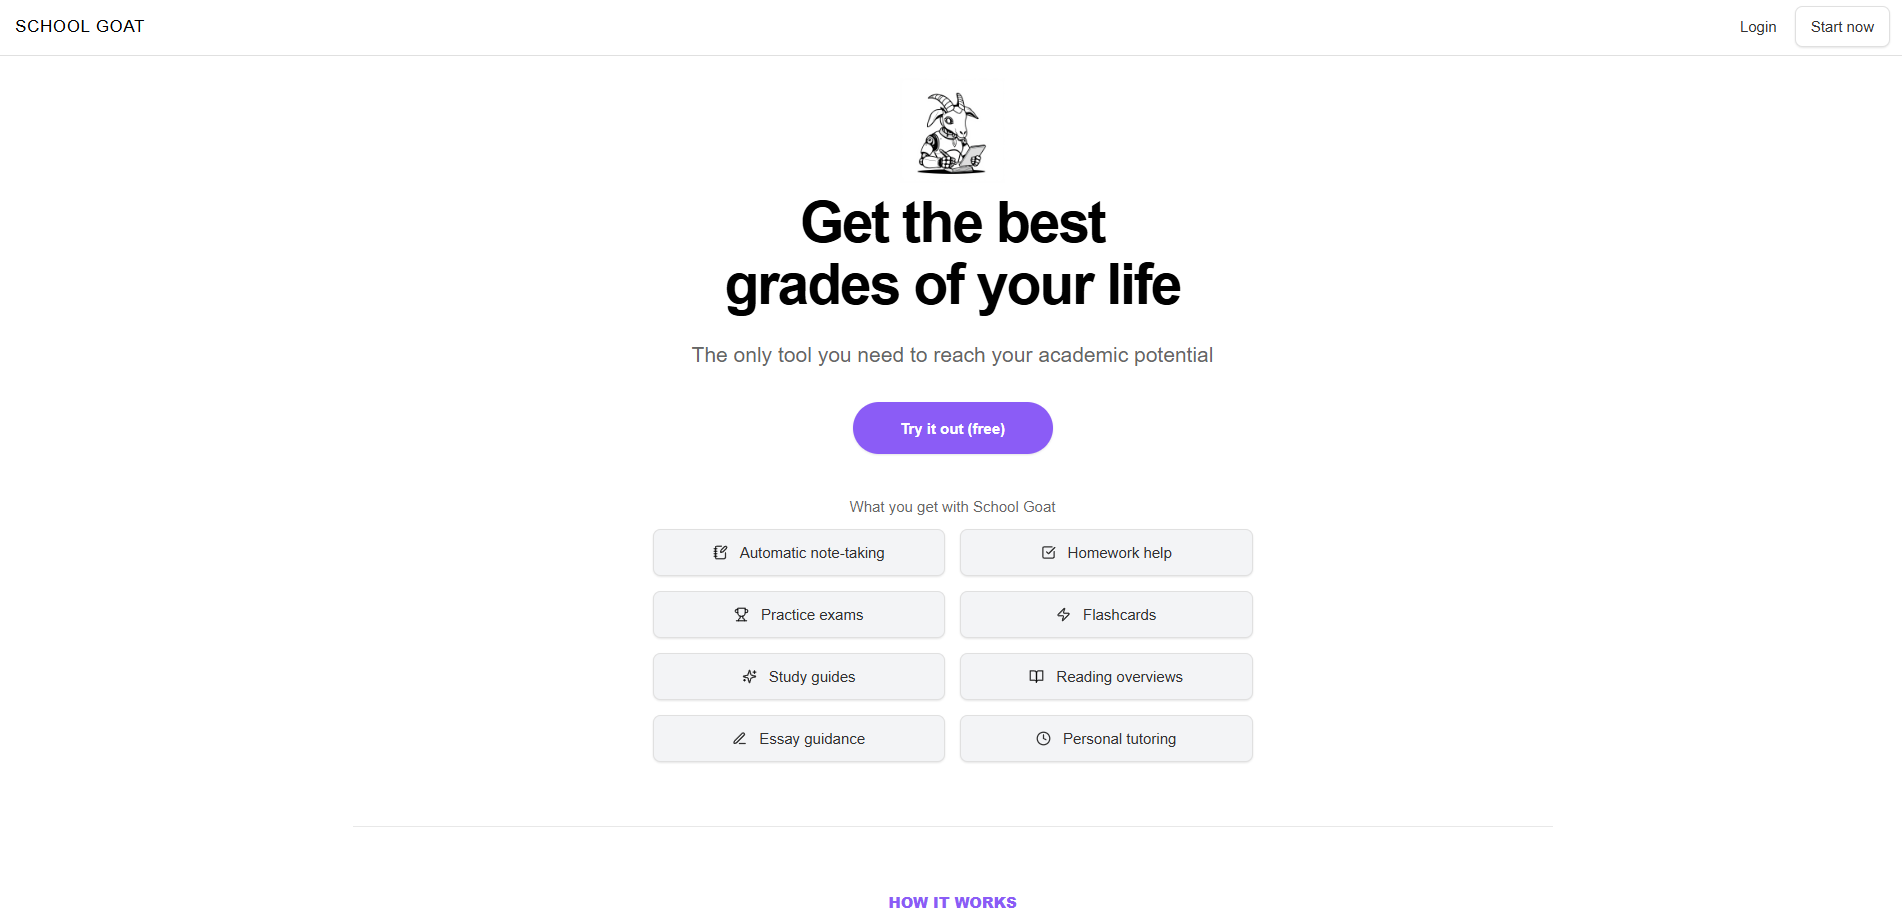 SCHOOL GOAT
Login
Start now
Get the best
grades of your life
The only tool you need to reach your academic potential
Try it out (free)
What you get with School Goat
Automatic note-taking
Homework help
Practice exams
Flashcards
Study guides
Reading overviews
Essay guidance
Personal tutoring
HOW IT WORKS